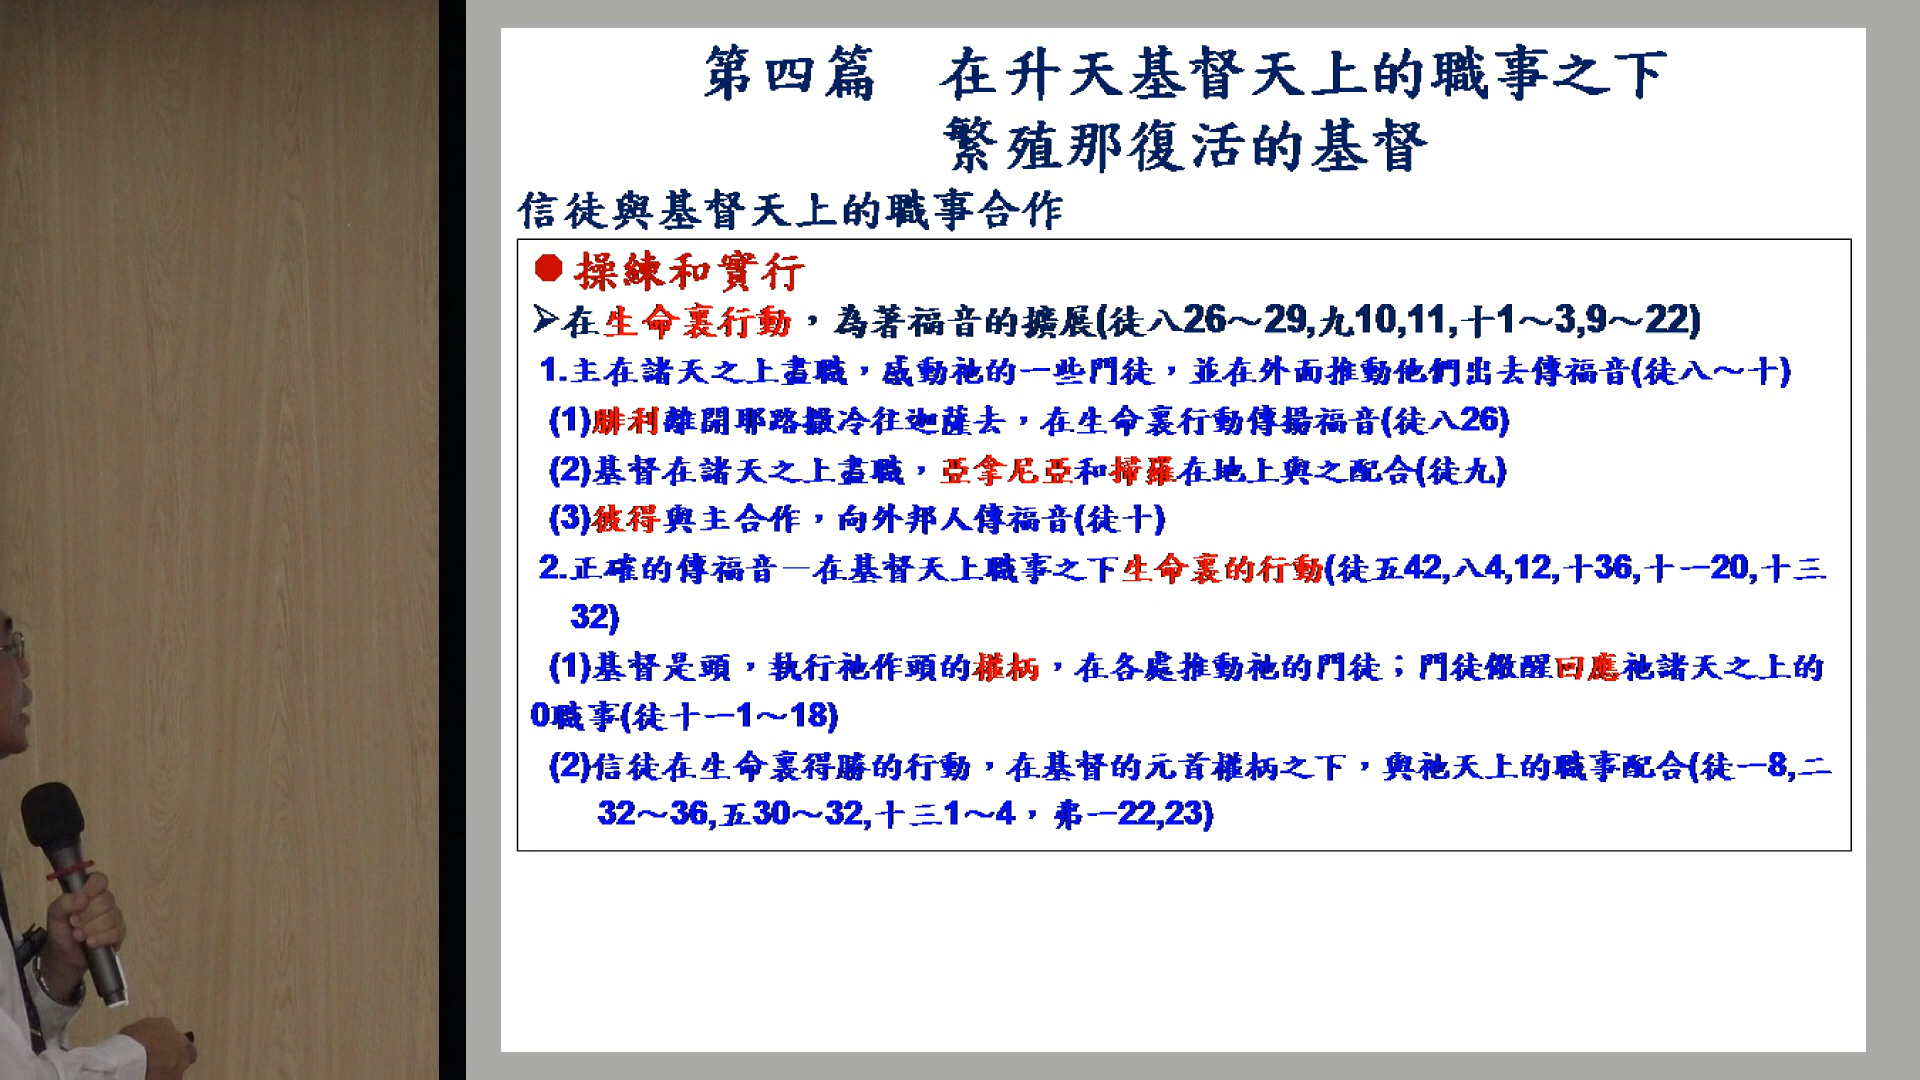 第四篇　在升天基督天上的職事之下
繁殖那復活的基督
信徒與基督天上的職事合作
●操練和實行
➢在生命裏行動，為著福音的擴展(徒八26～29,九10,11,十1～3,9～22)
1.主在諸天之上盡職，感動祂的一些門徒，並在外面推動他們出去傳福音(徒八～十)
(1)腓利離開耶路撒冷往迦薩去，在生命裏行動傳揚福音(徒八26)
(2)基督在諸天之上盡職，亞拿尼亞和掃羅在地上與之配合(徒九)
(3)彼得與主合作，向外邦人傳福音(徒十)
2.正確的傳福音—在基督天上職事之下生命裏的行動(徒五42,八4,12,十36,十一20,十三
32)
(1)基督是頭，執行祂作頭的權柄，在各處推動祂的門徒；門徒儆醒回應祂諸天之上的
0職事(徒十一1～18)
(2)信徒在生命裏得勝的行動，在基督的元首權柄之下，與祂天上的職事配合(徒一8,二
32～36,五30～32,十三1～4，弗一22,23)